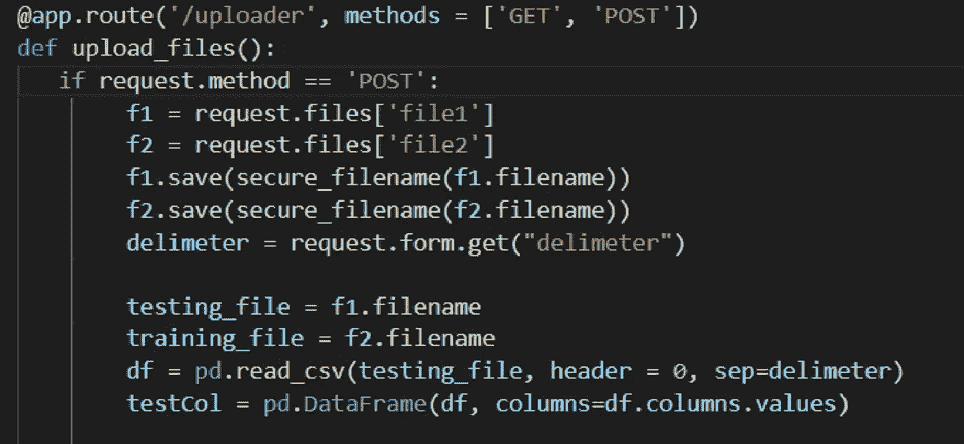 @app.route('/uploader', methods = ['GET', 'POST'])
def upload_files():
if request.method == 'POST':
f1 = request.files['file1']
f2 = request.files['file2']
f1.save(secure_filename(f1.filename))
f2.save(secure_filename(f2.filename))
delimeter = request.form.get("delimeter")
testing_file = f1.filename
training_file = f2.filename
df = pd.read_csv(testing_file, header = 0, sep=delimeter)
testCol = pd.DataFrame(df, columns=df.columns.values)